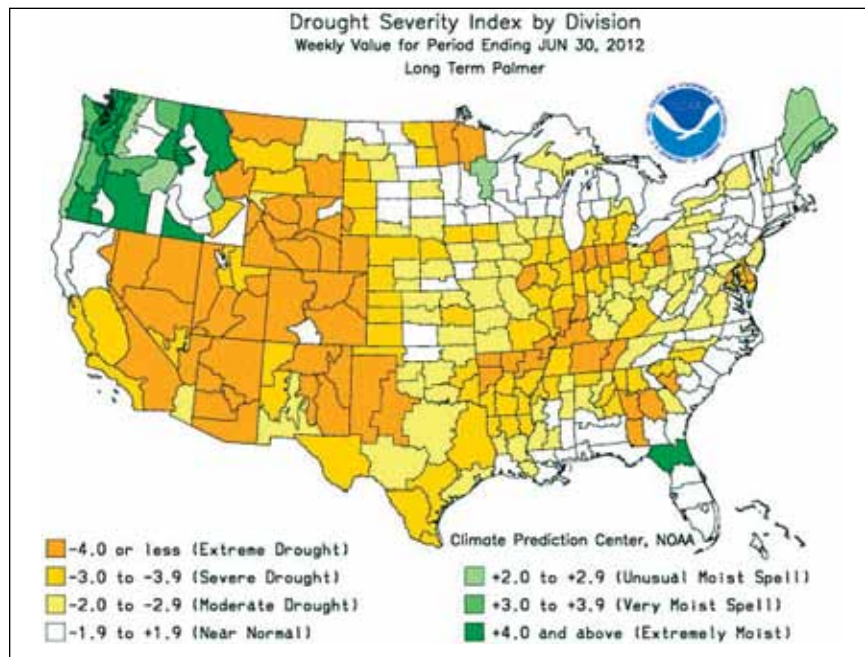 Drought Severity Index by Division
Weekly Value for Period Ending JUN 30, 2012
Long Term Palmer
Climate Prediction Center, NOAA
-4.0 or less (Extreme Drought)
-3.0 to -3.9 (Severe Drought)
-2.0 to -2.9 (Moderate Drought)
-1.9 to +1.9 (Near Normal)
+2.0 to +2.9 (Unusual Moist Spell)
+3.0 to +3.9 (Very Moist Spell)
+4.0 and above (Extremely Moist)